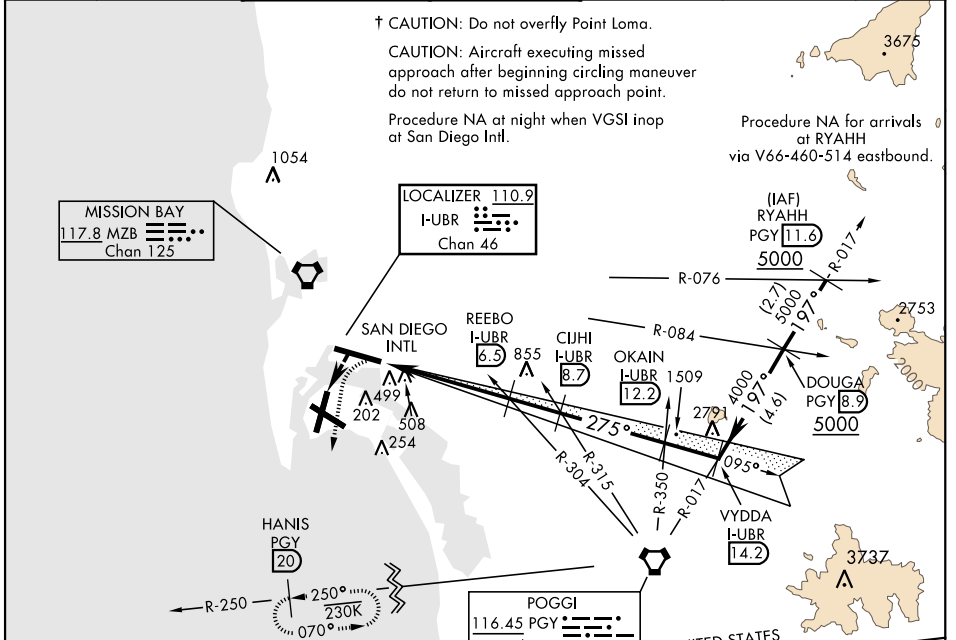 † CAUTION: Do not overfly Point Loma.
CAUTION: Aircraft executing missed
approach after beginning circling maneuver
do not return to missed approach point.
Procedure NA at night when VGSI inop
at San Diego Intl.
3675
Procedure NA for arrivals
at RYAHH
via V66-460-514 eastbound.
1054
MISSION BAY
117.8 MZB
Chan 125
LOCALIZER 110.9
I-UBR
Chan 46
(IAF)
RYAHH
PGY 11.6
5000
R-017
R-076
(2.7)
5000
197°
2753
2000
R-084
SAN DIEGO
INTL
REEBO
I-UBR
6.5
855
CIJHI
I-UBR
8.7
OKAIN
I-UBR
12.2
1509
2791
4000
197°
(4.6)
DOUGA
PGY 8.9
5000
499
202
508
254
275°
095°
R-304
R-315
R-350
R-017
VYDDA
I-UBR
14.2
HANIS
PGY
20
R-250
250°
230K
070°
3737
POGGI
116.45 PGY
UNITED STATES